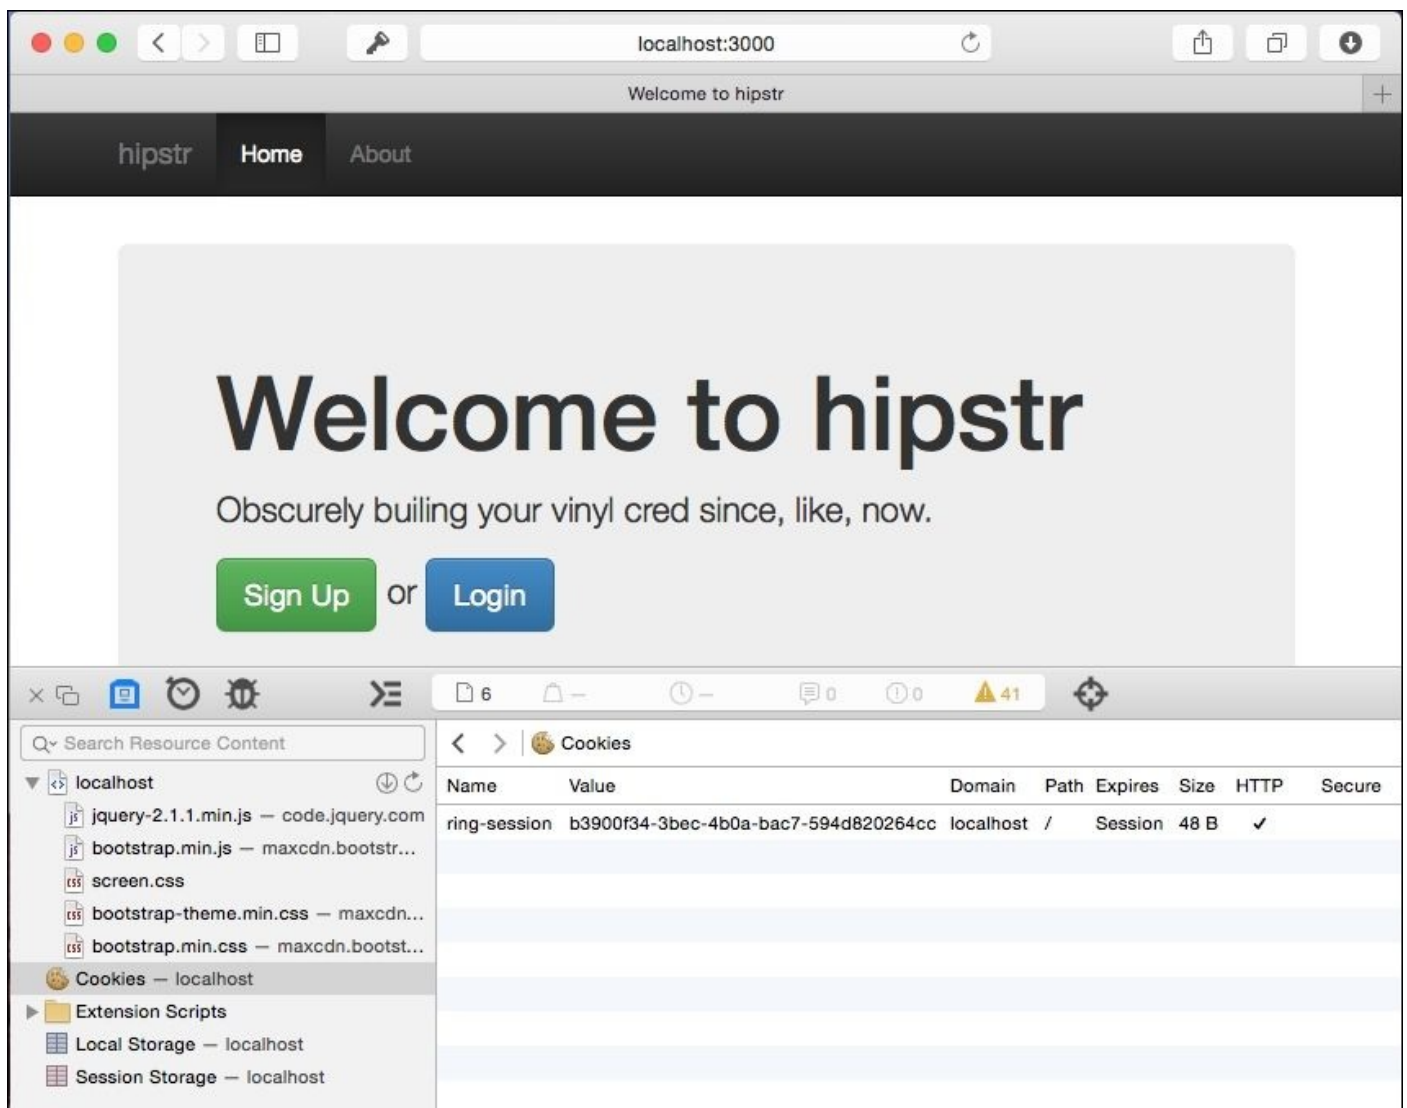 localhost:3000
Welcome to hipstr
hipstr Home About
Welcome to hipstr
Obscurely builing your vinyl cred since, like, now.
Sign Up or Login
6 — — 0 0 41
Search Resource Content
Cookies
localhost
Name Value Domain Path Expires Size HTTP Secure
jquery-2.1.1.min.js — code.jquery.com
ring-session b3900f34-3bec-4b0a-bac7-594d820264cc localhost / Session 48 B ✓
bootstrap.min.js — maxcdn.bootstr...
screen.css
bootstrap-theme.min.css — maxcdn...
bootstrap.min.css — maxcdn.bootst...
Cookies — localhost
Extension Scripts
Local Storage — localhost
Session Storage — localhost